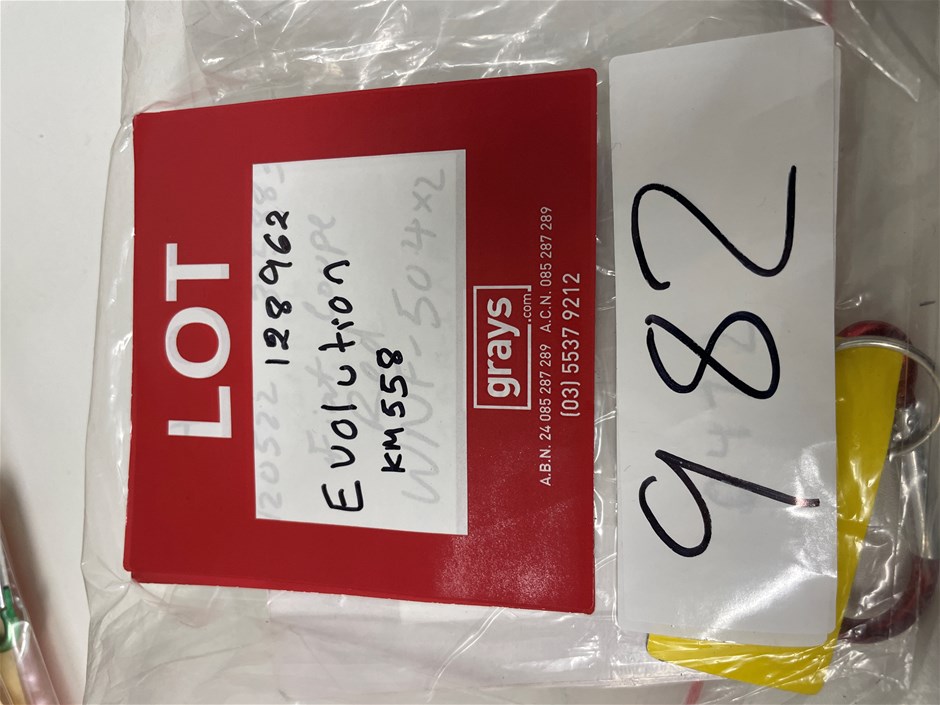 LOT
128962
Evolution
KM558
grays
.com
A.B.N. 24 085 287 289 A.C.N. 085 287 289
(03) 5537 9212
982